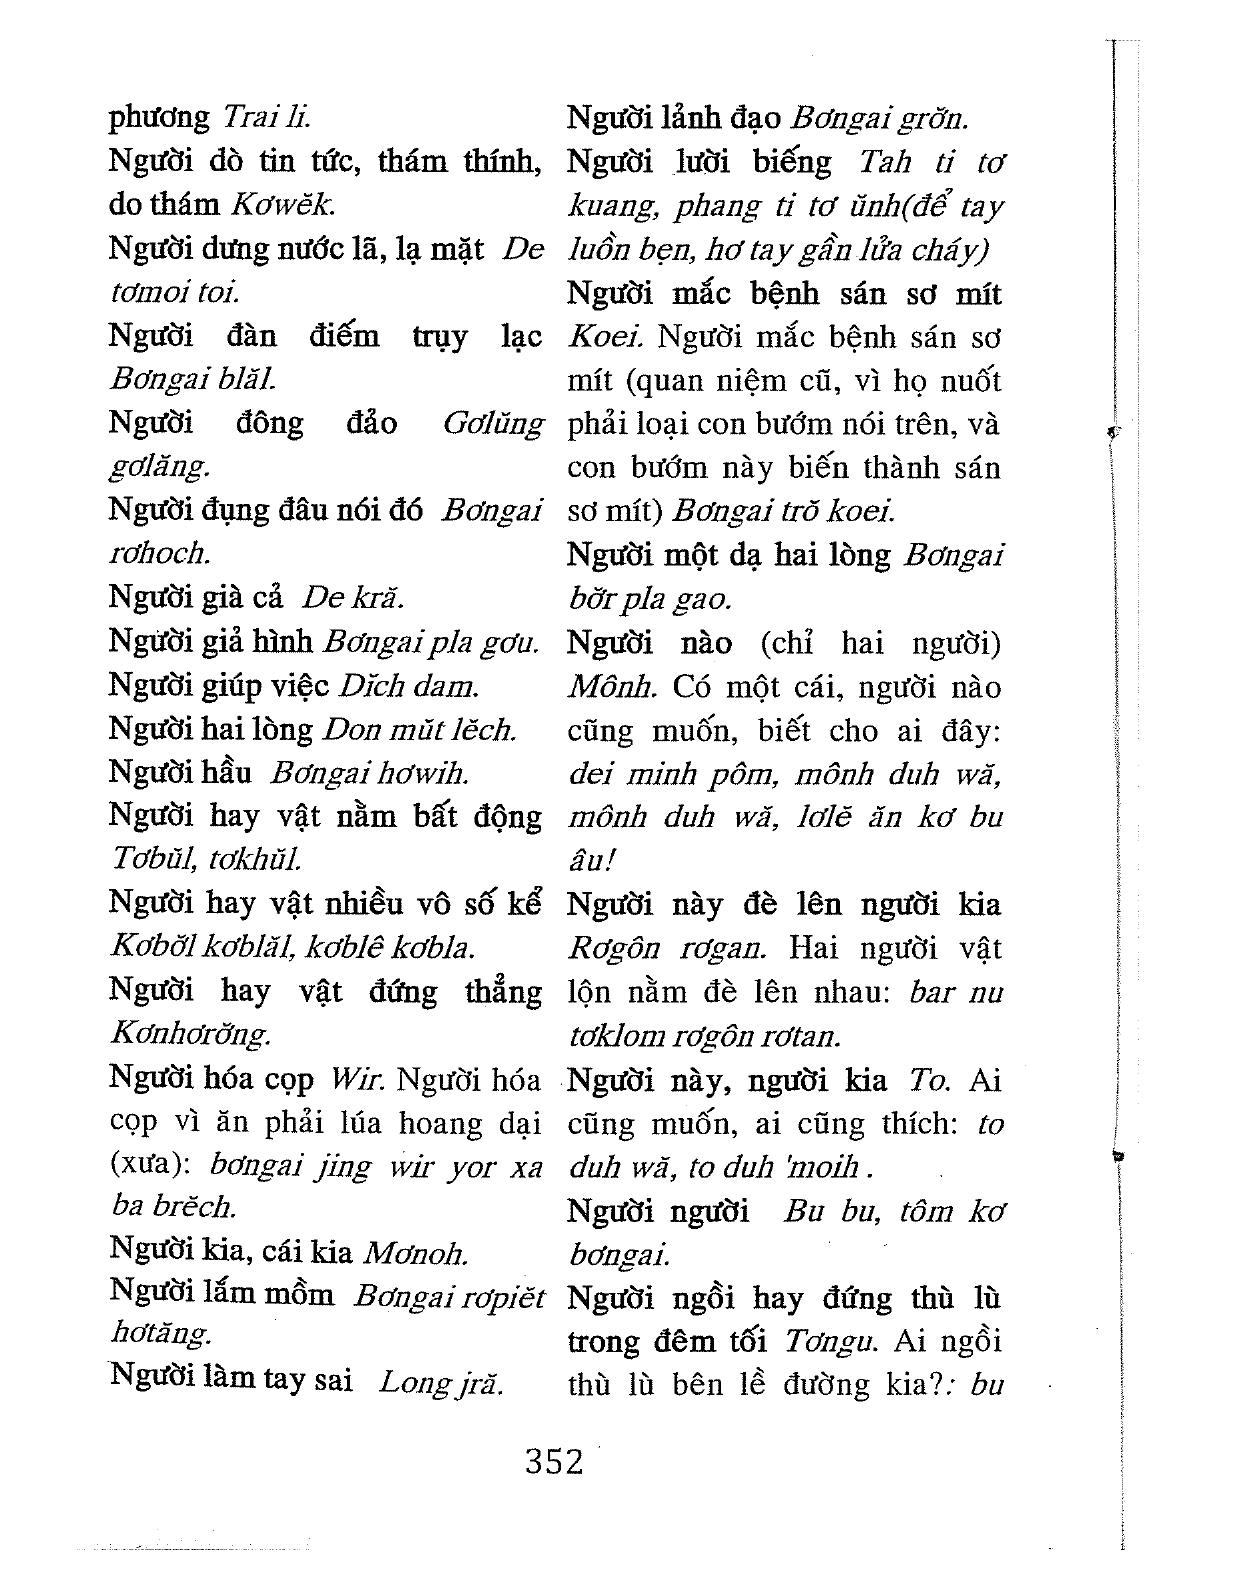 phương Trai li.
Người dò tin tức, thám thính,
do thám Kơwĕk.
Người dưng nước lã, lạ mặt De
tơmoi toi.
Người đàn điếm trụy lạc
Bơngai blăl.
Người đông đảo Gơlŭng
gơlăng.
Người đụng đâu nói đó Bơngai
rơhoch.
Người già cả De kră.
Người giả hình Bơngai pla gơu.
Người giúp việc Dĭch dam.
Người hai lòng Don mŭt lĕch.
Người hầu Bơngai hơwih.
Người hay vật nằm bất động
Tơbŭl, tơkhŭl.
Người hay vật nhiều vô số kể
Kơbơ̆l kơblăl, kơblê kơbla.
Người hay vật đứng thẳng
Kơnhơrơ̆ng.
Người hóa cọp Wir. Người hóa
cọp vì ăn phải lúa hoang dại
(xưa): bơngai jing wir yor xa
ba brĕch.
Người kia, cái kia Mơnoh.
Người lắm mồm Bơngai rơpiĕt
hơtăng.
Người làm tay sai Long jră.
Người lảnh đạo Bơngai grơ̆n.
Người lười biếng Tah ti tơ
kuang, phang ti tơ ŭnh(để tay
luồn bẹn, hơ tay gần lửa cháy)
Người mắc bệnh sán sơ mít
Koei. Người mắc bệnh sán sơ
mít (quan niệm cũ, vì họ nuốt
phải loại con bướm nói trên, và
con bướm này biến thành sán
sơ mít) Bơngai trŏ koei.
Người một dạ hai lòng Bơngai
bơ̆r pla gao.
Người nào (chỉ hai người)
Mônh. Có một cái, người nào
cũng muốn, biết cho ai đây:
dei minh pôm, mônh duh wă,
mônh duh wă, lơlĕ ăn kơ bu
âu!
Người này đè lên người kia
Rơgôn rơgan. Hai người vật
lộn nằm đè lên nhau: bar nu
tơklom rơgôn rơtan.
Người này, người kia To. Ai
cũng muốn, ai cũng thích: to
duh wă, to duh 'moih .
Người người Bu bu, tôm kơ
bơngai.
Người ngồi hay đứng thù lù
trong đêm tối Tơngu. Ai ngồi
thù lù bên lề đường kia?: bu
352